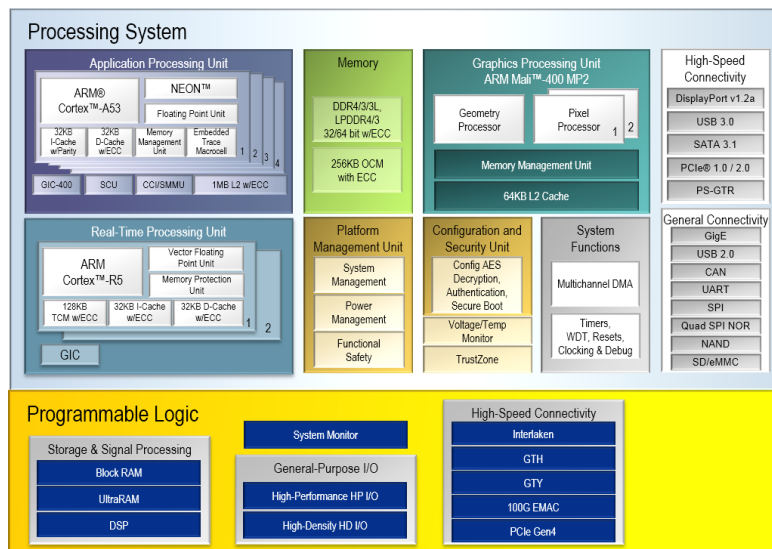 Processing System
Application Processing Unit
ARM®
Cortex™-A53
NEON™
Floating Point Unit
32KB
I-Cache
w/Parity
32KB
D-Cache
w/ECC
Memory
Management
Unit
Embedded
Trace
Macrocell
1
2
3
4
GIC-400
SCU
CCI/SMMU
1MB L2 w/ECC
Memory
DDR4/3/3L,
LPDDR4/3
32/64 bit w/ECC
256KB OCM
with ECC
Graphics Processing Unit
ARM Mali™-400 MP2
Geometry
Processor
Pixel
Processor
1
2
Memory Management Unit
64KB L2 Cache
High-Speed
Connectivity
DisplayPort v1.2a
USB 3.0
SATA 3.1
PCIe® 1.0 / 2.0
PS-GTR
Real-Time Processing Unit
ARM
Cortex™-R5
Vector Floating
Point Unit
Memory Protection
Unit
128KB
TCM w/ECC
32KB I-Cache
w/ECC
32KB D-Cache
w/ECC
1
2
GIC
Platform
Management Unit
System
Management
Power
Management
Functional
Safety
Configuration and
Security Unit
Config AES
Decryption,
Authentication,
Secure Boot
Voltage/Temp
Monitor
TrustZone
System
Functions
Multichannel DMA
Timers,
WDT, Resets,
Clocking & Debug
General Connectivity
GigE
USB 2.0
CAN
UART
SPI
Quad SPI NOR
NAND
SD/eMMC
Programmable Logic
Storage & Signal Processing
Block RAM
UltraRAM
DSP
System Monitor
General-Purpose I/O
High-Performance HP I/O
High-Density HD I/O
High-Speed Connectivity
Interlaken
GTH
GTY
100G EMAC
PCIe Gen4